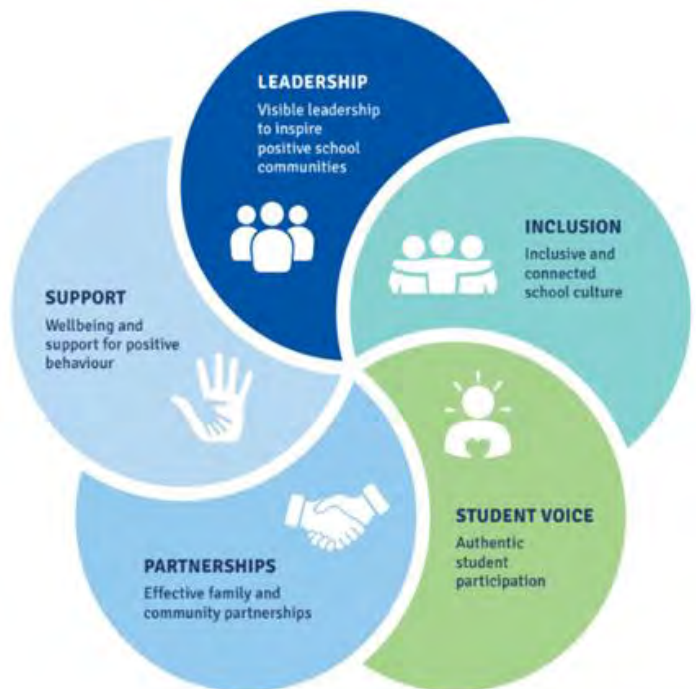 LEADERSHIP
Visible leadership
to inspire
positive school
communities
INCLUSION
Inclusive and
connected
school culture
STUDENT VOICE
Authentic
student
participation
PARTNERSHIPS
Effective family and
community partnerships
SUPPORT
Wellbeing and
support for positive
behaviour